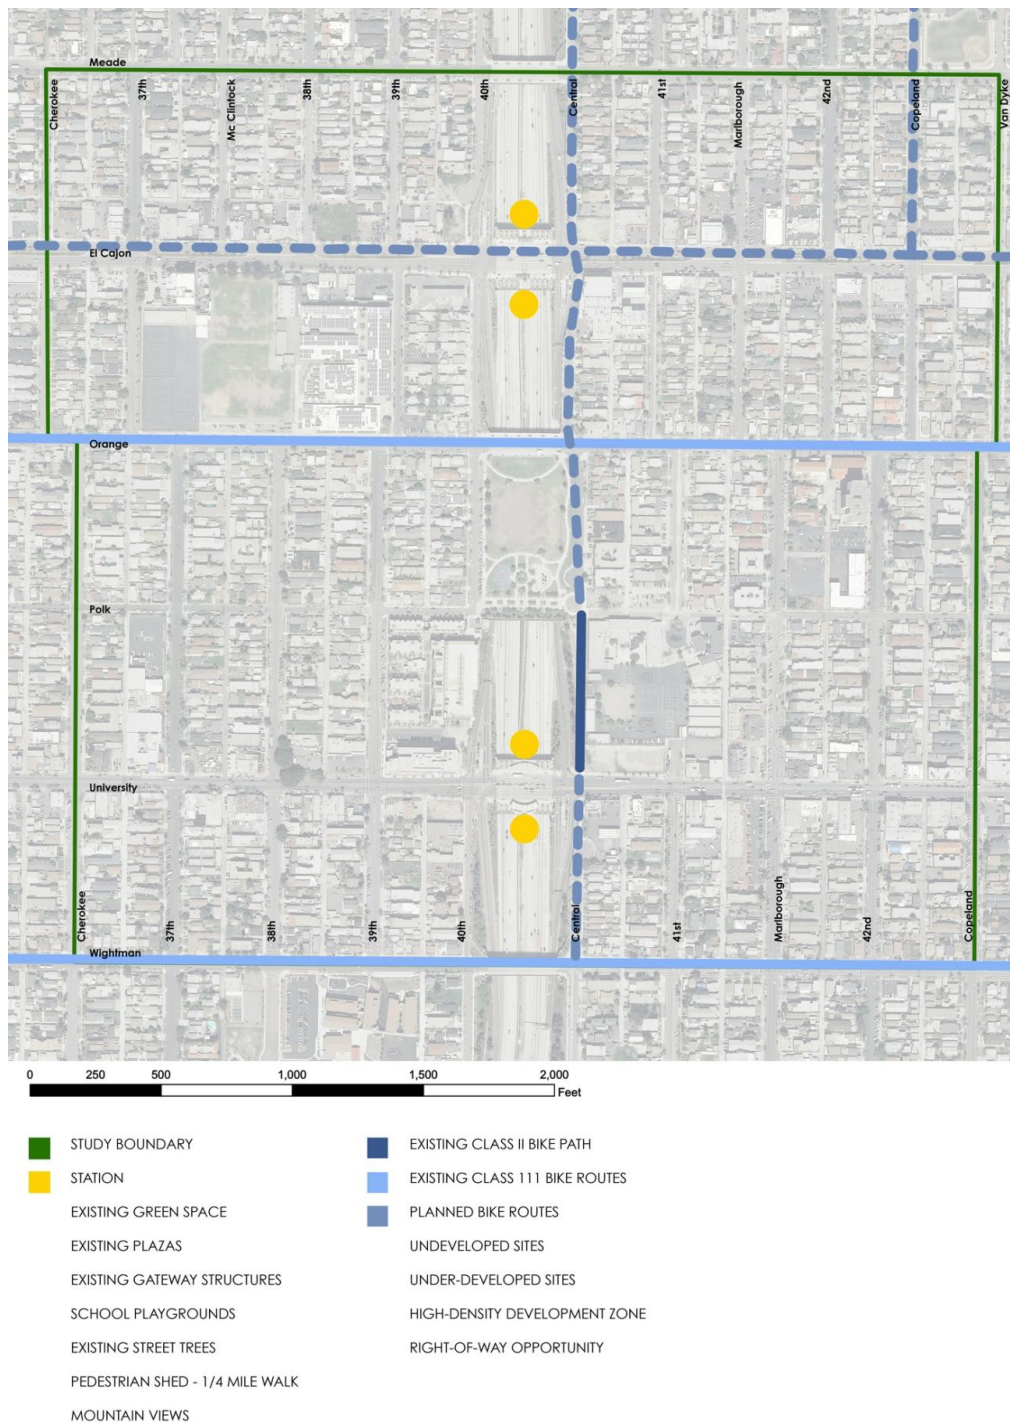 Meade
Cherokee
37th
Mc Clintock
38th
39th
40th
Central
41st
Marlborough
42nd
Copeland
Van Dyke
El Cajon
Orange
Polk
University
Cherokee
37th
38th
39th
40th
Central
41st
Marlborough
42nd
Copeland
Wightman
0 250 500 1,000 1,500 2,000
Feet
STUDY BOUNDARY
STATION
EXISTING GREEN SPACE
EXISTING PLAZAS
EXISTING GATEWAY STRUCTURES
SCHOOL PLAYGROUNDS
EXISTING STREET TREES
PEDESTRIAN SHED - 1/4 MILE WALK
MOUNTAIN VIEWS
EXISTING CLASS II BIKE PATH
EXISTING CLASS 111 BIKE ROUTES
PLANNED BIKE ROUTES
UNDEVELOPED SITES
UNDER-DEVELOPED SITES
HIGH-DENSITY DEVELOPMENT ZONE
RIGHT-OF-WAY OPPORTUNITY